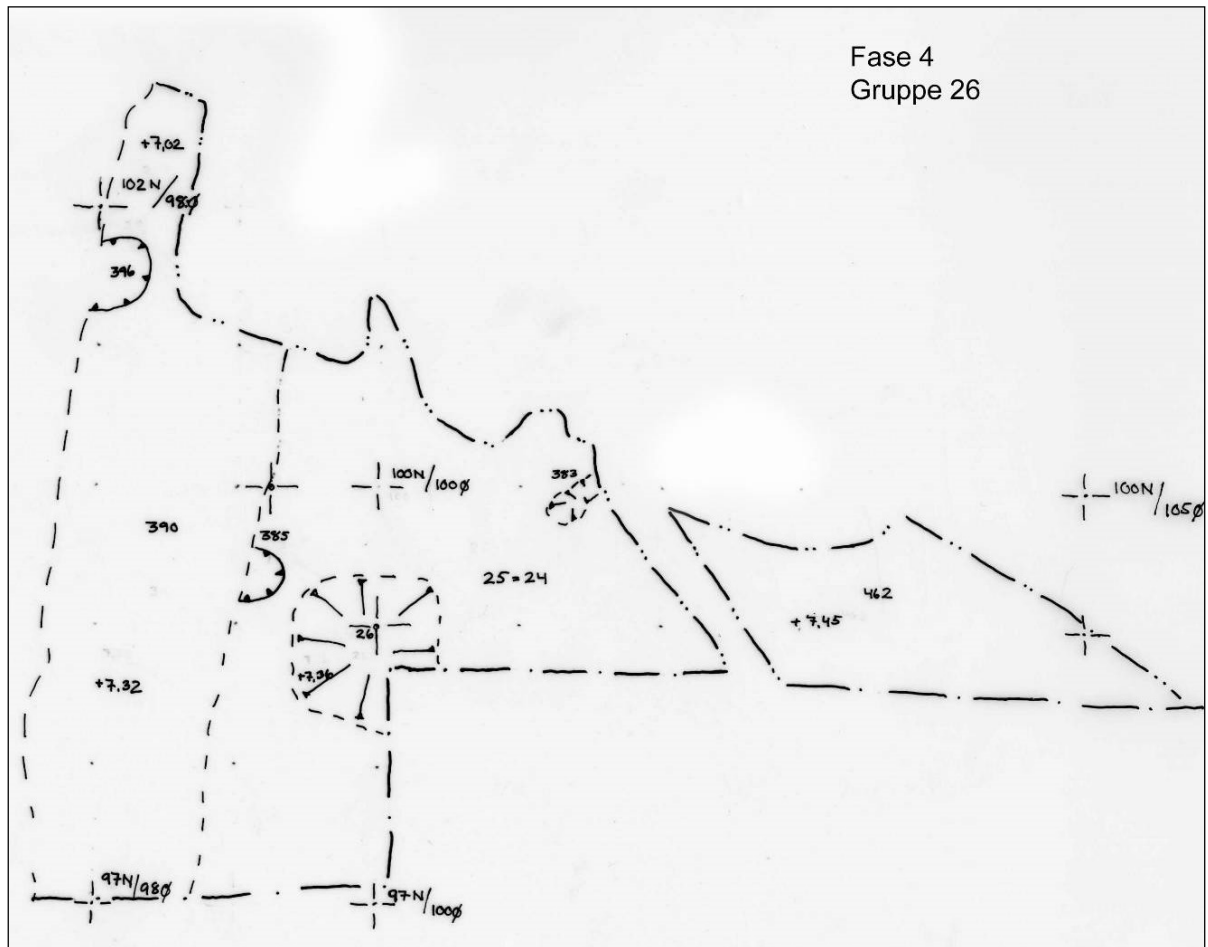 Fase 4
Gruppe 26
+7,02
102N/98Ø
396
390
385
100N/100Ø
383
100N/105Ø
25=24
462
+7,45
26
+7,36
+7,32
97N/98Ø
97N/100Ø